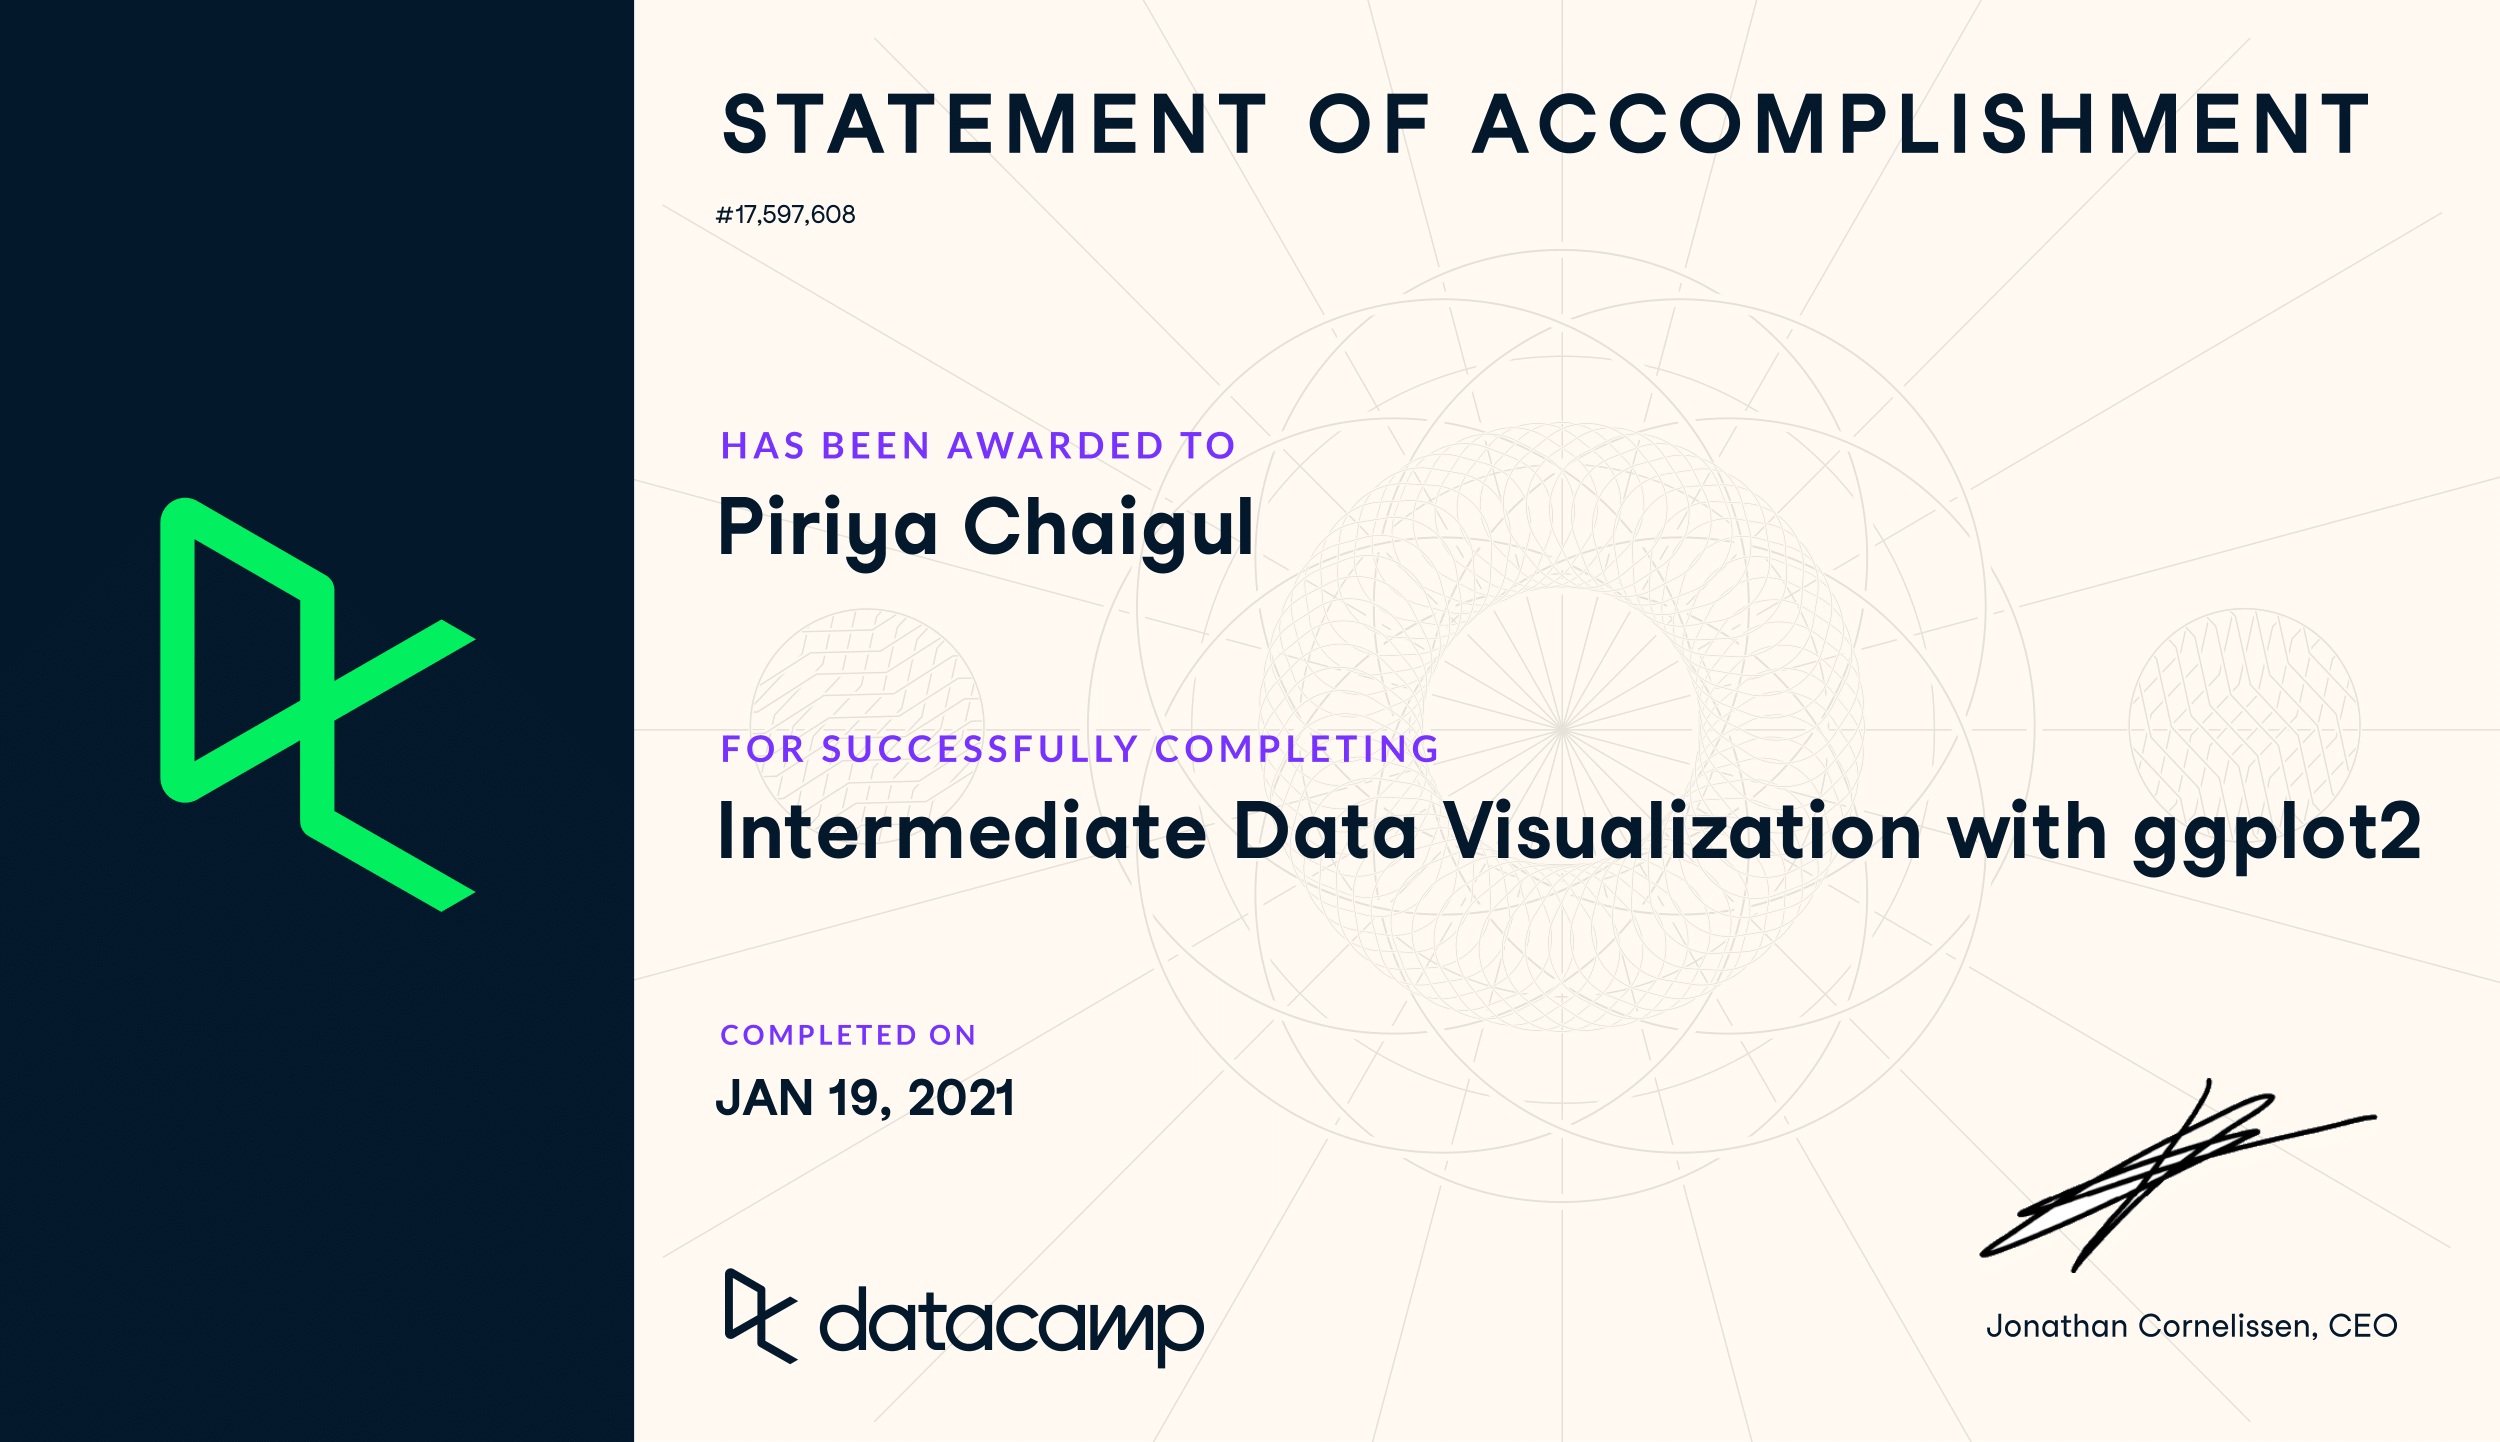 STATEMENT OF ACCOMPLISHMENT
#17,597,608
HAS BEEN AWARDED TO
Piriya Chaigul
FOR SUCCESSFULLY COMPLETING
Intermediate Data Visualization with ggplot2
COMPLETED ON
JAN 19, 2021
datacamp
Jonathan Cornelissen, CEO